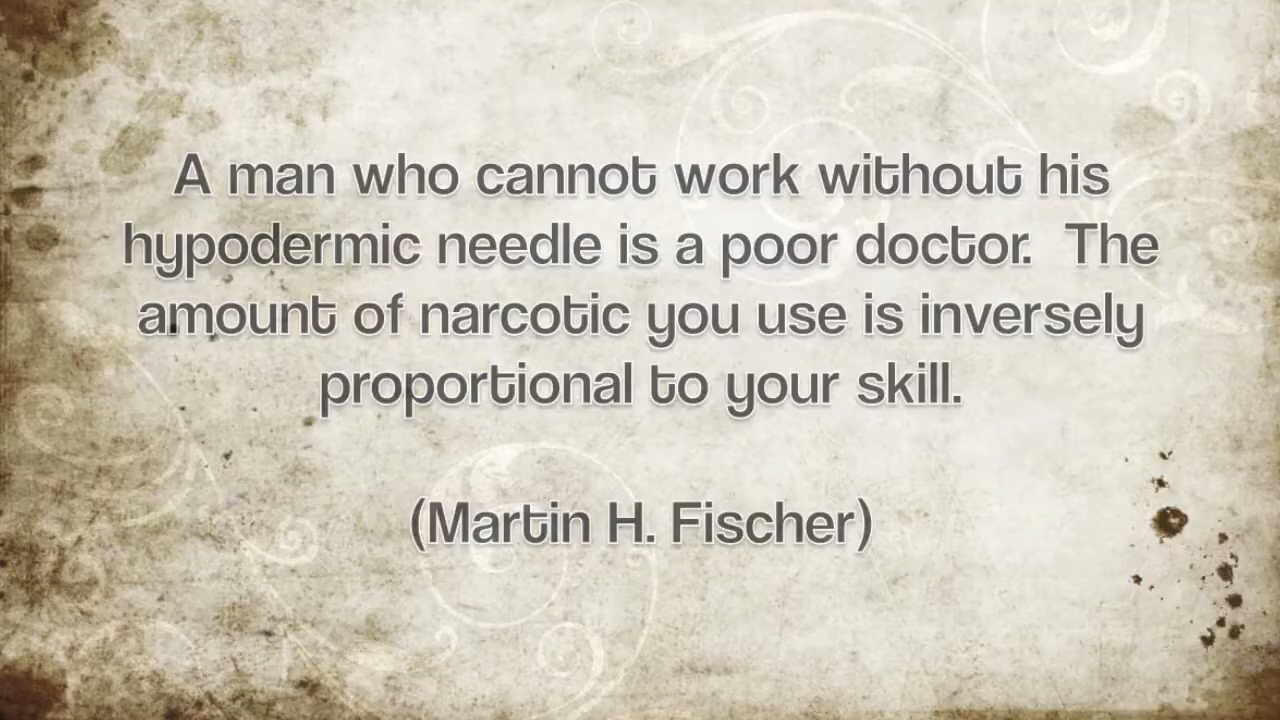 A man who cannot work without his
hypodermic needle is a poor doctor.  The
amount of narcotic you use is inversely
proportional to your skill.
(Martin H. Fischer)